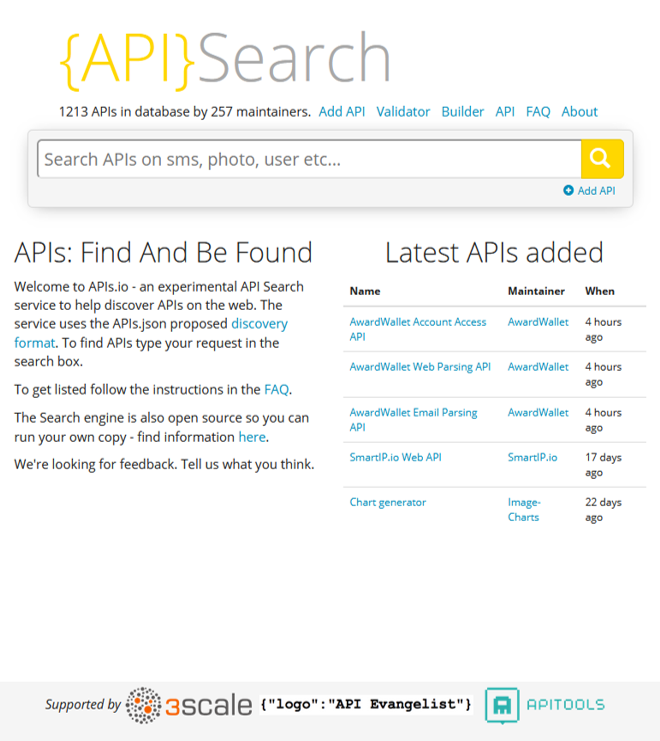 {API}Search
1213 APIs in database by 257 maintainers. Add API Validator Builder API FAQ About
Search APIs on sms, photo, user etc...
Add API
APIs: Find And Be Found
Welcome to APIs.io - an experimental API Search
service to help discover APIs on the web. The
service uses the APIs.json proposed discovery
format. To find APIs type your request in the
search box.
To get listed follow the instructions in the FAQ.
The Search engine is also open source so you can
run your own copy - find information here.
We're looking for feedback. Tell us what you think.
Latest APIs added
Name Maintainer When
AwardWallet Account Access AwardWallet 4 hours
API ago
AwardWallet Web Parsing API AwardWallet 4 hours
ago
AwardWallet Email Parsing AwardWallet 4 hours
API ago
SmartIP.io Web API SmartIP.io 17 days
ago
Chart generator Image- 22 days
Charts ago
Supported by 3scale {"logo":"API Evangelist"} APITOOLS